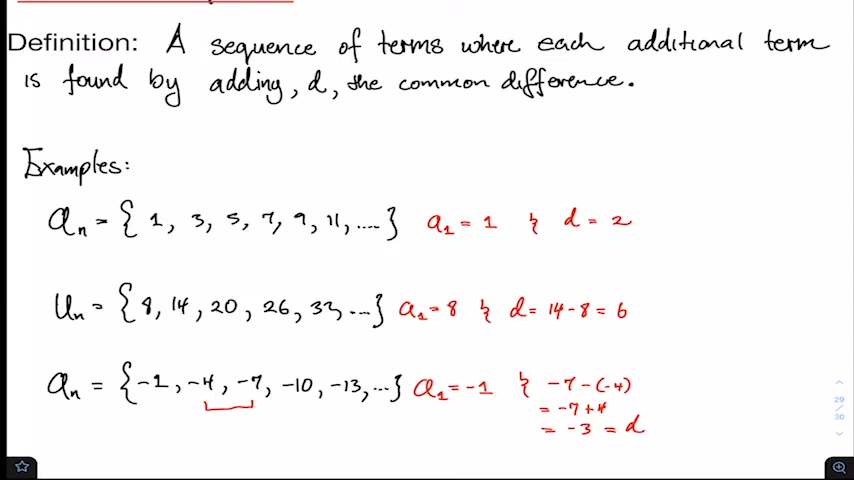 Definition: A sequence of terms where each additional term
is found by adding, d, the common difference.
Examples:
aₙ = { 1, 3, 5, 7, 9, 11, .... } a₁ = 1 & d = 2
Uₙ = { 8, 14, 20, 26, 32, ... } a₁ = 8 & d = 14 - 8 = 6
aₙ = { -1, -4, -7, -10, -13, ... } a₁ = -1 & -7 - (-4)
= -7 + 4
= -3 = d
29
/
30